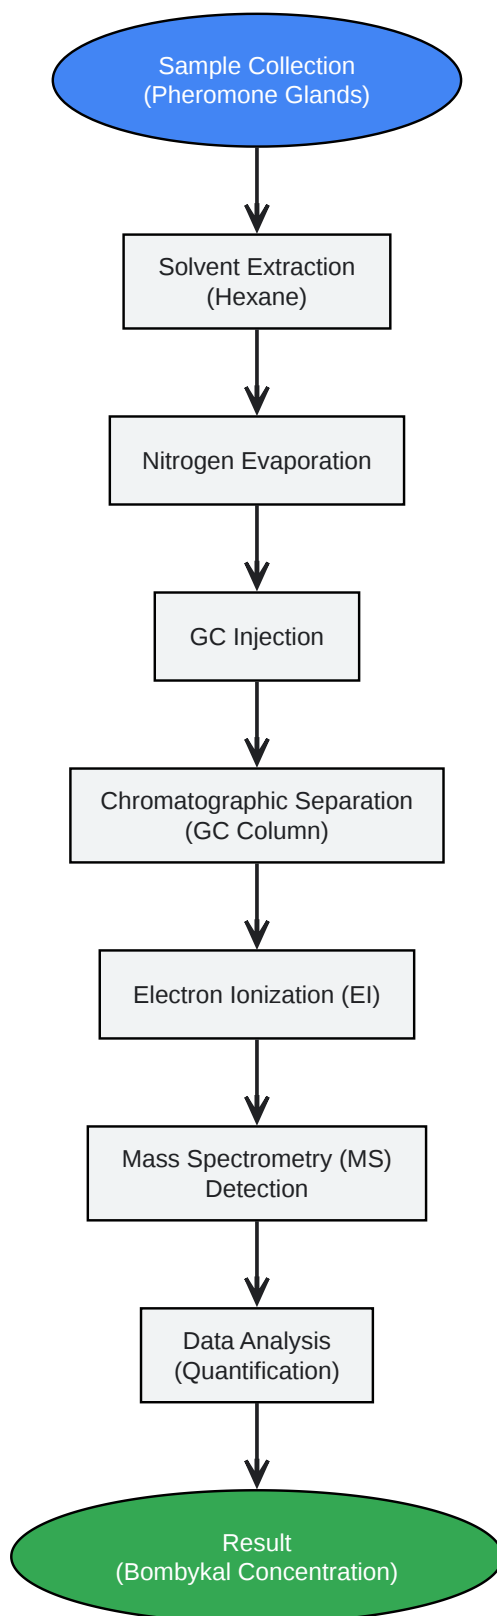 Sample Collection
(Pheromone Glands)
Solvent Extraction
(Hexane)
Nitrogen Evaporation
GC Injection
Chromatographic Separation
(GC Column)
Electron Ionization (EI)
Mass Spectrometry (MS)
Detection
Data Analysis
(Quantification)
Result
(Bombykal Concentration)